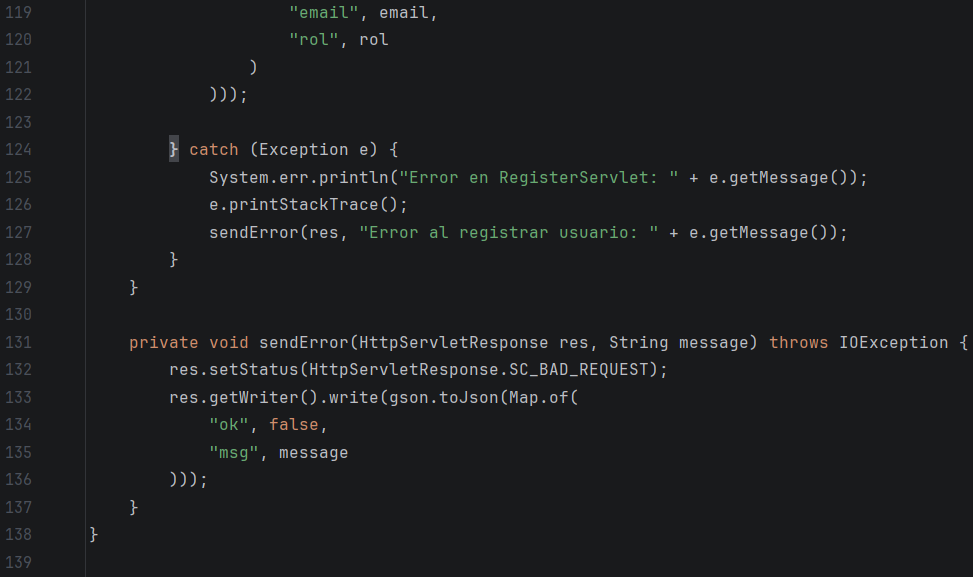 119                          "email", email,
120                          "rol", rol
121                      )
122                  )));
123
124              } catch (Exception e) {
125                  System.err.println("Error en RegisterServlet: " + e.getMessage());
126                  e.printStackTrace();
127                  sendError(res, "Error al registrar usuario: " + e.getMessage());
128              }
129          }
130
131          private void sendError(HttpServletResponse res, String message) throws IOException {
132              res.setStatus(HttpServletResponse.SC_BAD_REQUEST);
133              res.getWriter().write(gson.toJson(Map.of(
134                  "ok", false,
135                  "msg", message
136              )));
137          }
138      }
139